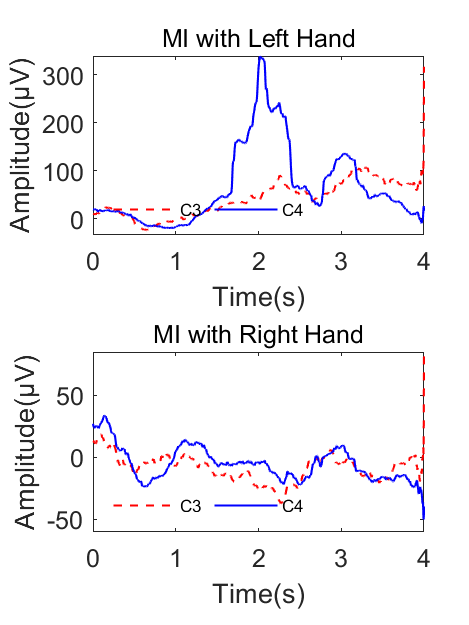 MI with Left Hand
Amplitude(μV)
300
200
100
0
C3
C4
0 1 2 3 4
Time(s)
MI with Right Hand
Amplitude(μV)
50
0
-50
C3
C4
0 1 2 3 4
Time(s)